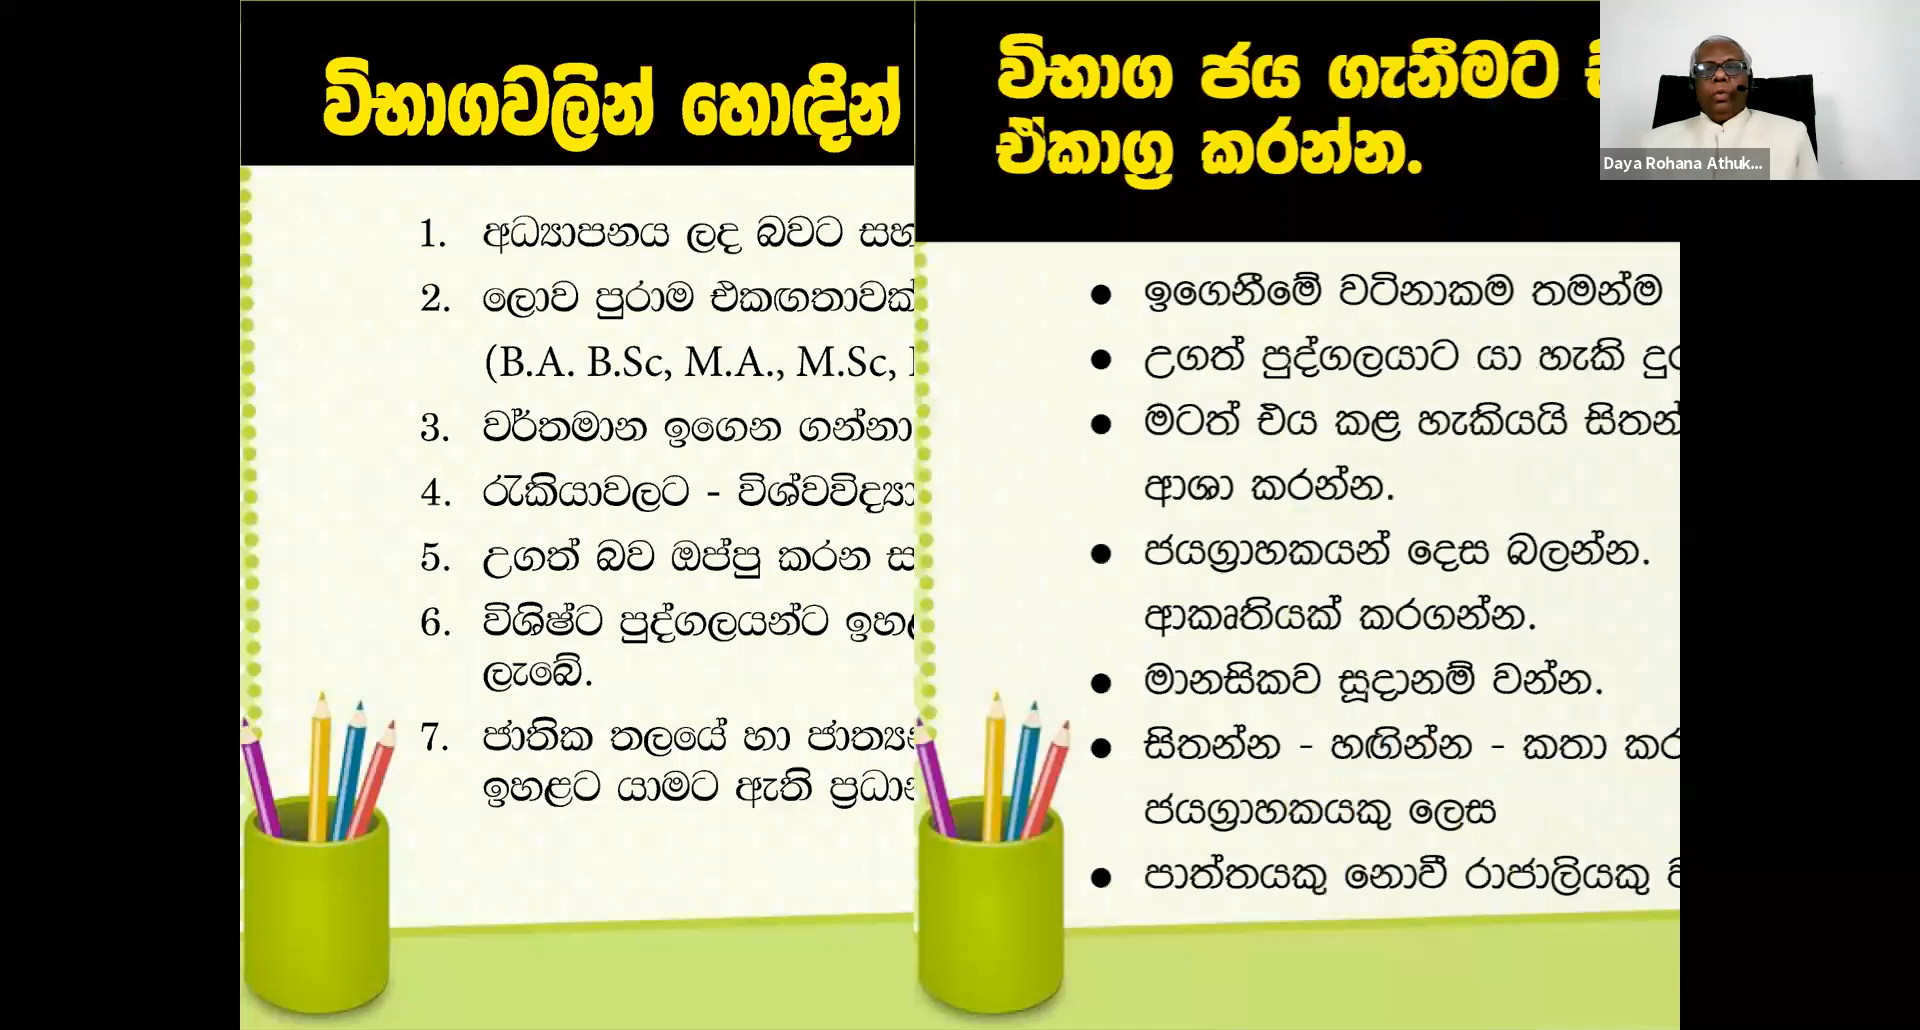 විභාගවලින් හොඳින්
1. අධ්‍යාපනය ලද බවට සහ
2. ලොව පුරාම එකඟතාවක්
(B.A. B.Sc, M.A., M.Sc,
3. වර්තමාන ඉගෙන ගන්නා
4. රැකියාවලට - විශ්වවිද්‍යා
5. උගත් බව ඔප්පු කරන ස
6. විශිෂ්ට පුද්ගලයන්ට ඉහළ
ලැබේ.
7. ජාතික තලයේ හා ජාත්‍ය
ඉහළට යාමට ඇති ප්‍රධාන
විභාග ජය ගැනීමට
ඒකාග්‍ර කරන්න.
● ඉගෙනීමේ වටිනාකම තමන්ම
● උගත් පුද්ගලයාට යා හැකි දුර
● මටත් එය කළ හැකියයි සිතන්
ආශා කරන්න.
● ජයග්‍රාහකයන් දෙස බලන්න.
ආකෘතියක් කරගන්න.
● මානසිකව සූදානම් වන්න.
● සිතන්න - හඟින්න - කතා කර
ජයග්‍රාහකයකු ලෙස
● පාත්තයකු නොවී රාජාලියකු
Daya Rohana Athuk...